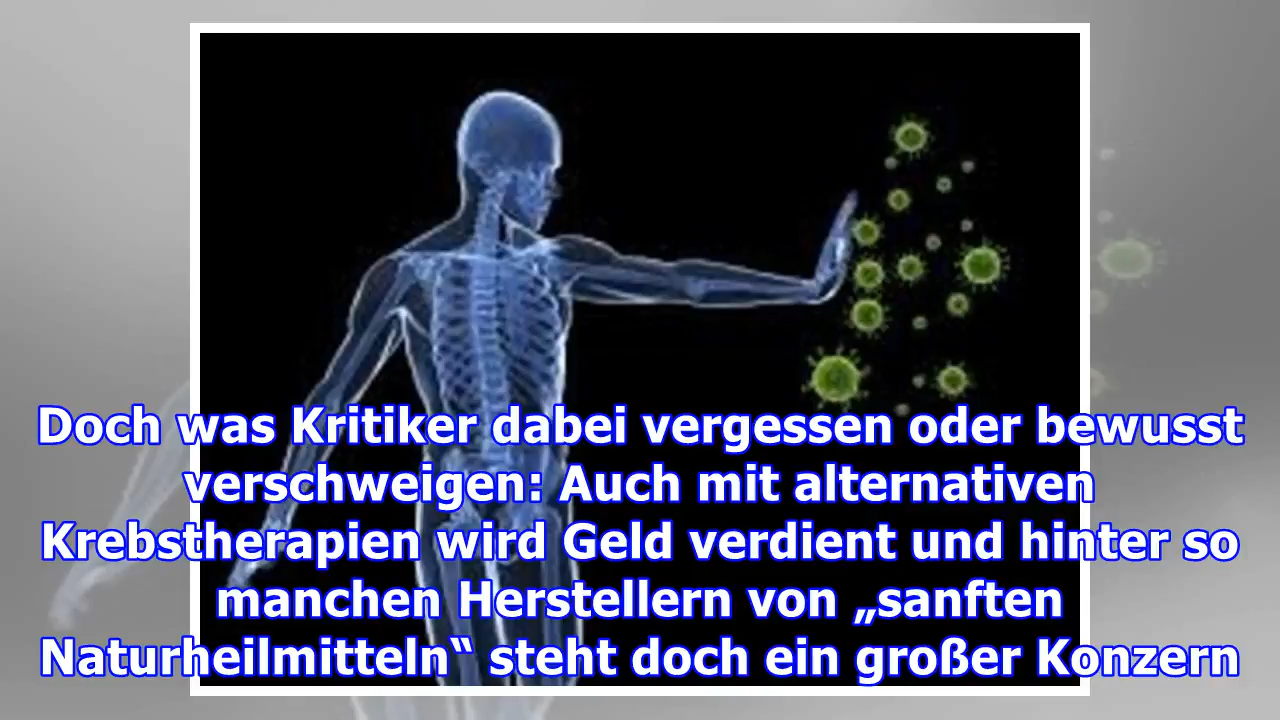 Doch was Kritiker dabei vergessen oder bewusst
verschweigen: Auch mit alternativen
Krebstherapien wird Geld verdient und hinter so
manchen Herstellern von „sanften
Naturheilmitteln“ steht doch ein großer Konzern